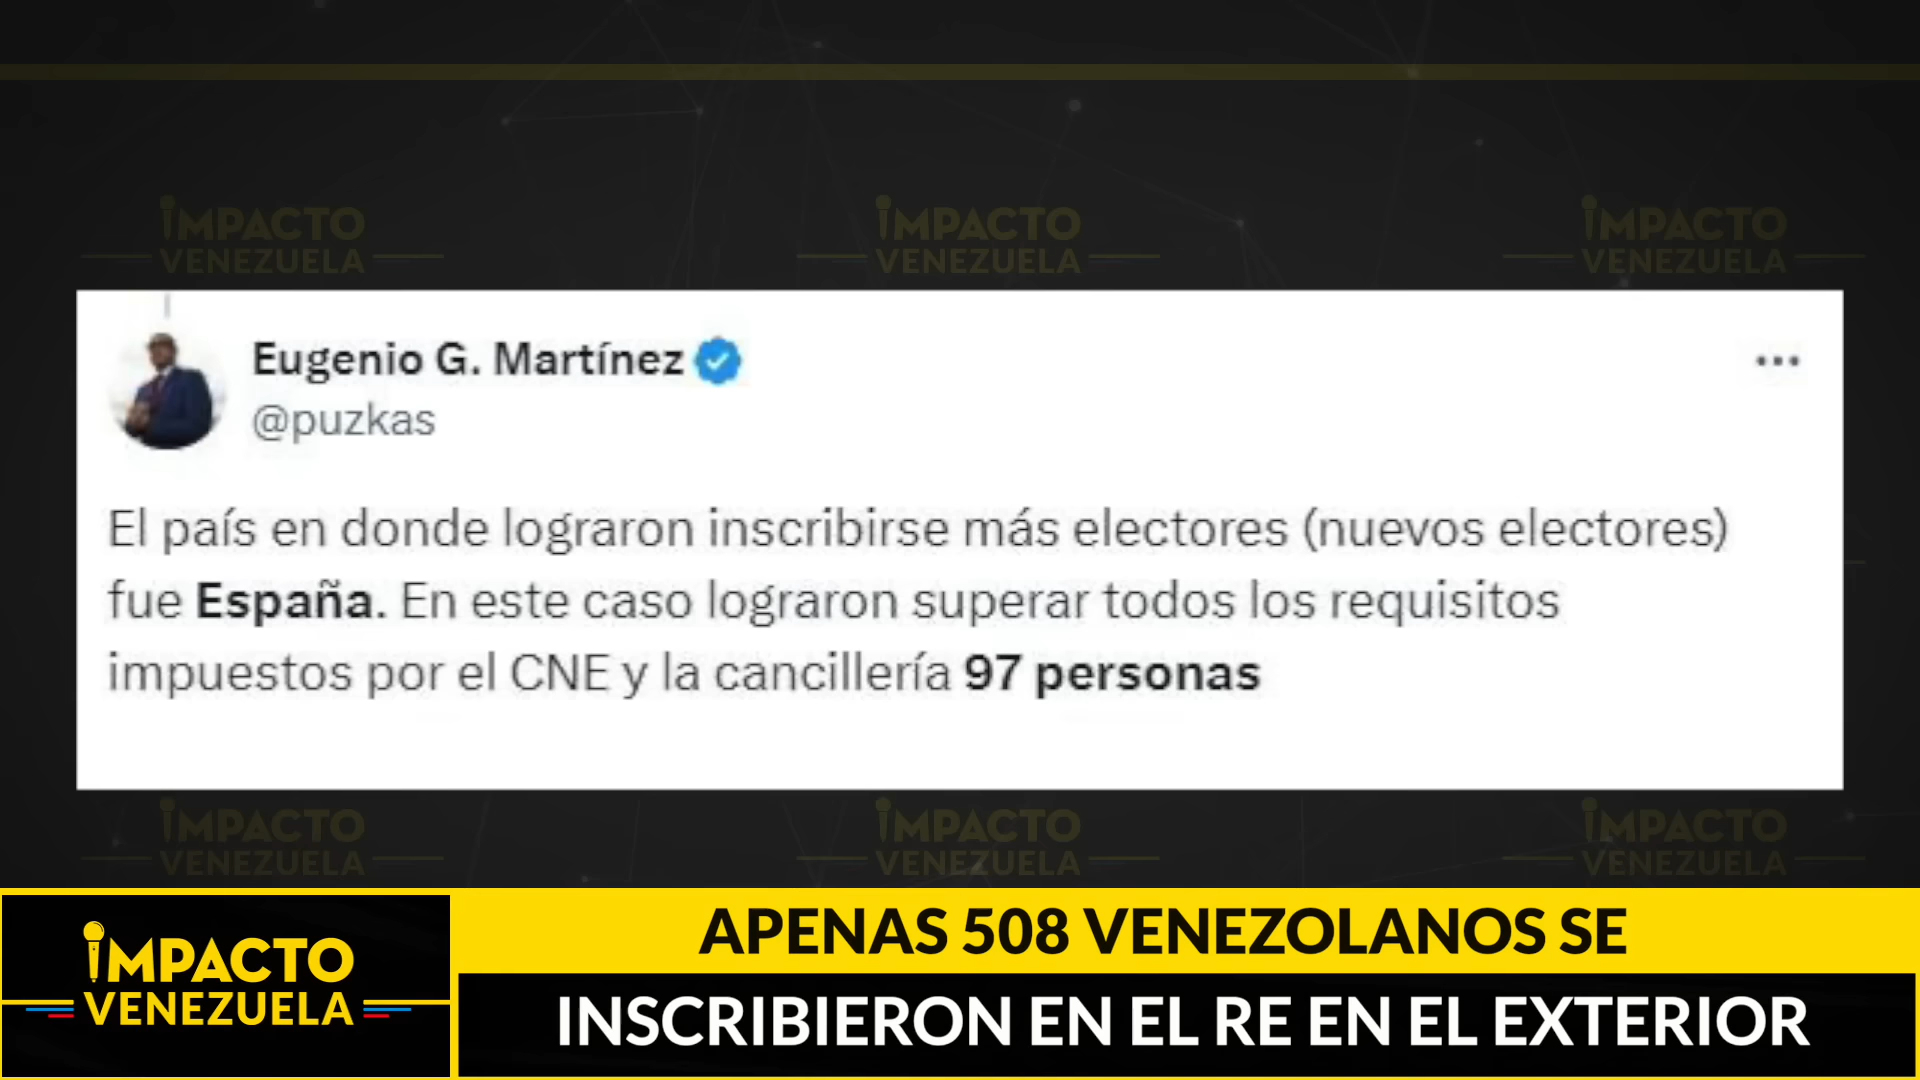 IMPACTO
VENEZUELA
IMPACTO
VENEZUELA
IMPACTO
VENEZUELA
Eugenio G. Martínez
@puzkas
El país en donde lograron inscribirse más electores (nuevos electores)
fue España. En este caso lograron superar todos los requisitos
impuestos por el CNE y la cancillería 97 personas
IMPACTO
VENEZUELA
IMPACTO
VENEZUELA
IMPACTO
VENEZUELA
IMPACTO
VENEZUELA
APENAS 508 VENEZOLANOS SE
INSCRIBIERON EN EL RE EN EL EXTERIOR